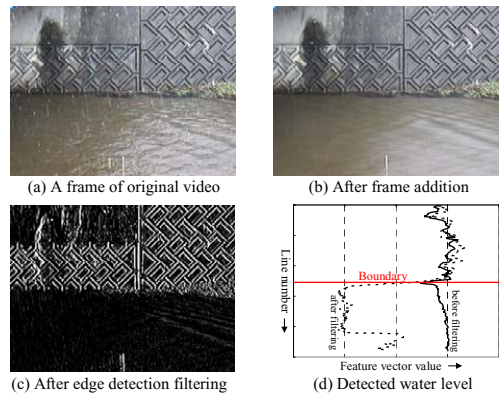 (a) A frame of original video
(b) After frame addition
Line number
Boundary
after filtering
before filtering
Feature vector value
(c) After edge detection filtering
(d) Detected water level